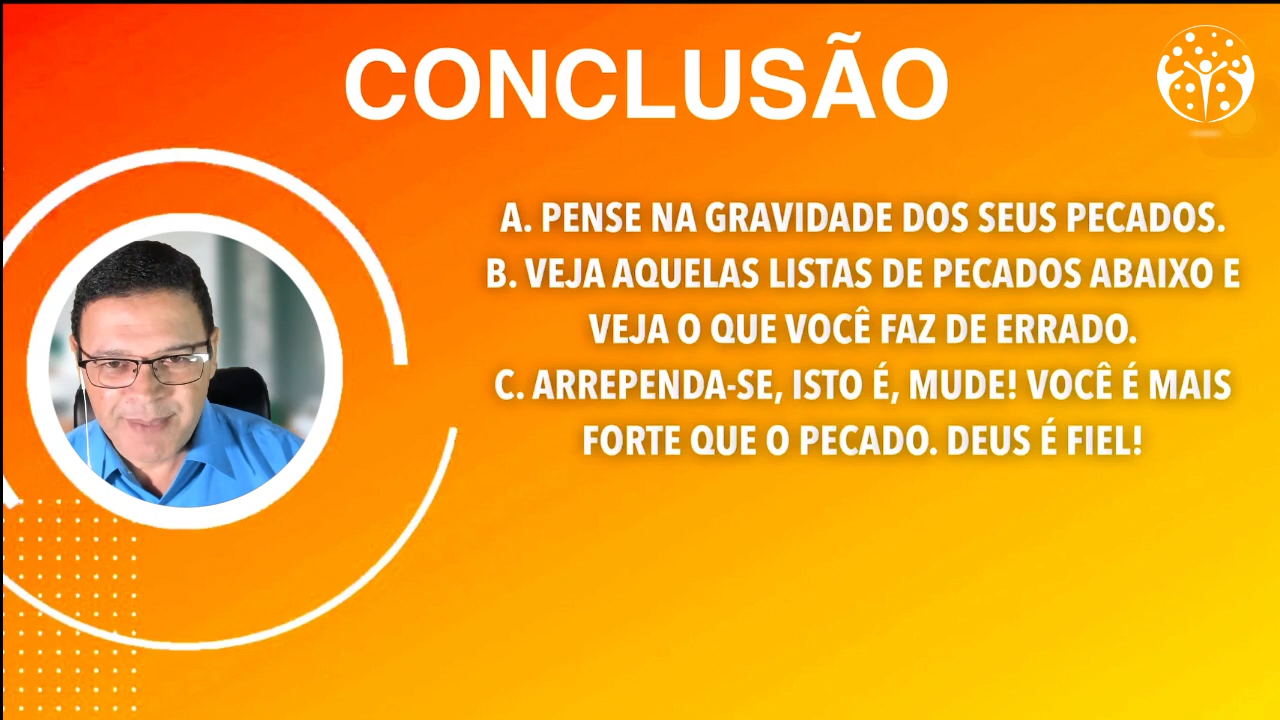 CONCLUSÃO
A. PENSE NA GRAVIDADE DOS SEUS PECADOS.
B. VEJA AQUELAS LISTAS DE PECADOS ABAIXO E
VEJA O QUE VOCÊ FAZ DE ERRADO.
C. ARREPENDA-SE, ISTO É, MUDE! VOCÊ É MAIS
FORTE QUE O PECADO. DEUS É FIEL!